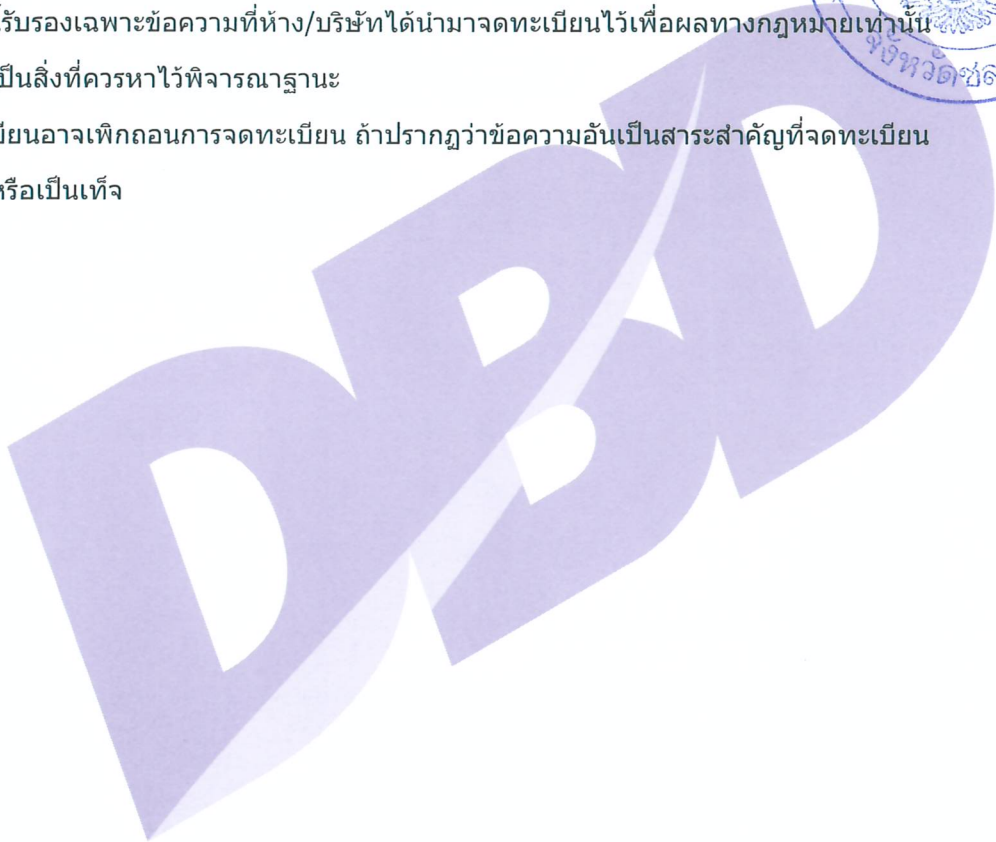 รับรองเฉพาะข้อความที่ห้าง/บริษัทได้นำมาจดทะเบียนไว้เพื่อผลทางกฎหมายเท่านั้น
ป็นสิ่งที่ควรหาไว้พิจารณาฐานะ
บียนอาจเพิกถอนการจดทะเบียน ถ้าปรากฏว่าข้อความอันเป็นสาระสำคัญที่จดทะเบียน
หรือเป็นเท็จ
DBD